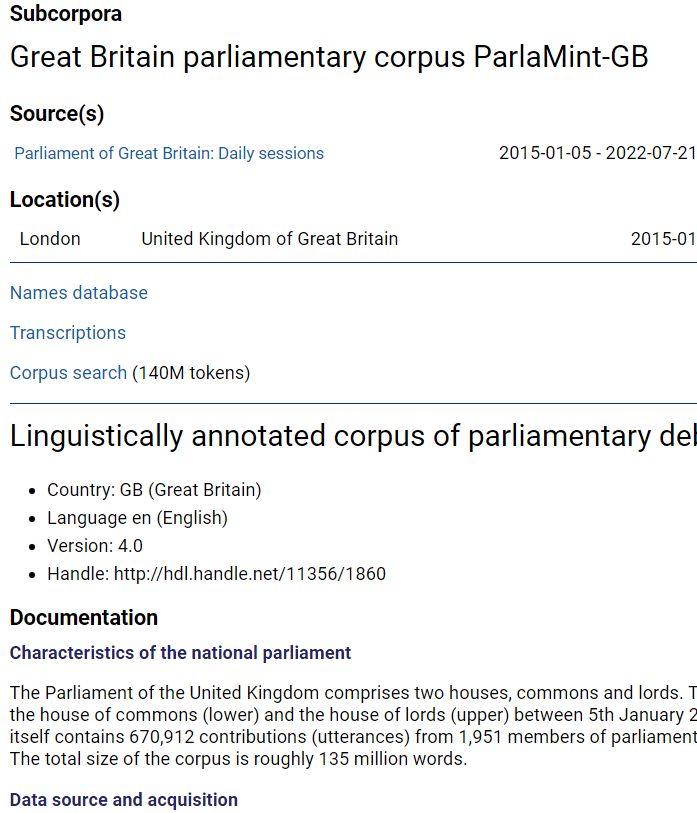 Subcorpora
Great Britain parliamentary corpus ParlaMint-GB
Source(s)
Parliament of Great Britain: Daily sessions 2015-01-05 - 2022-07-21
Location(s)
London United Kingdom of Great Britain 2015-01
Names database
Transcriptions
Corpus search (140M tokens)
Linguistically annotated corpus of parliamentary deb
Country: GB (Great Britain)
Language en (English)
Version: 4.0
Handle: http://hdl.handle.net/11356/1860
Documentation
Characteristics of the national parliament
The Parliament of the United Kingdom comprises two houses, commons and lords. T
the house of commons (lower) and the house of lords (upper) between 5th January 2
itself contains 670,912 contributions (utterances) from 1,951 members of parliament
The total size of the corpus is roughly 135 million words.
Data source and acquisition